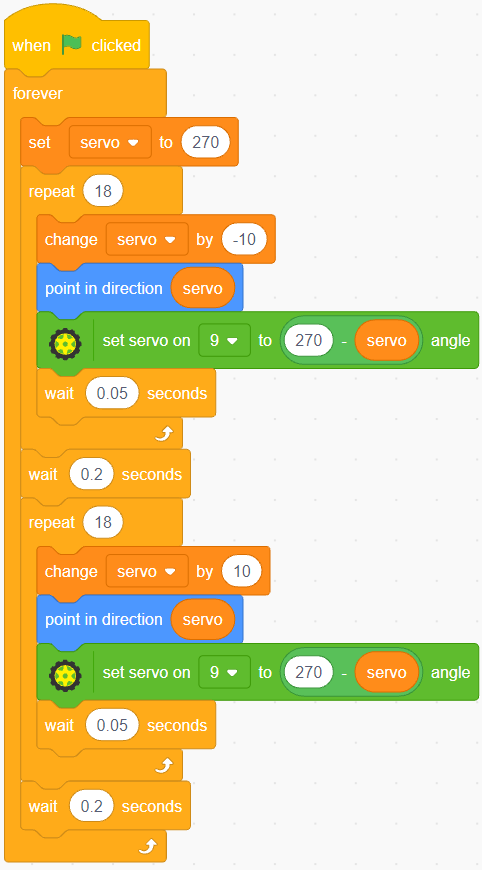 when clicked
forever
set servo to 270
repeat 18
change servo by -10
point in direction servo
set servo on 9 to 270 - servo angle
wait 0.05 seconds
wait 0.2 seconds
repeat 18
change servo by 10
point in direction servo
set servo on 9 to 270 - servo angle
wait 0.05 seconds
wait 0.2 seconds